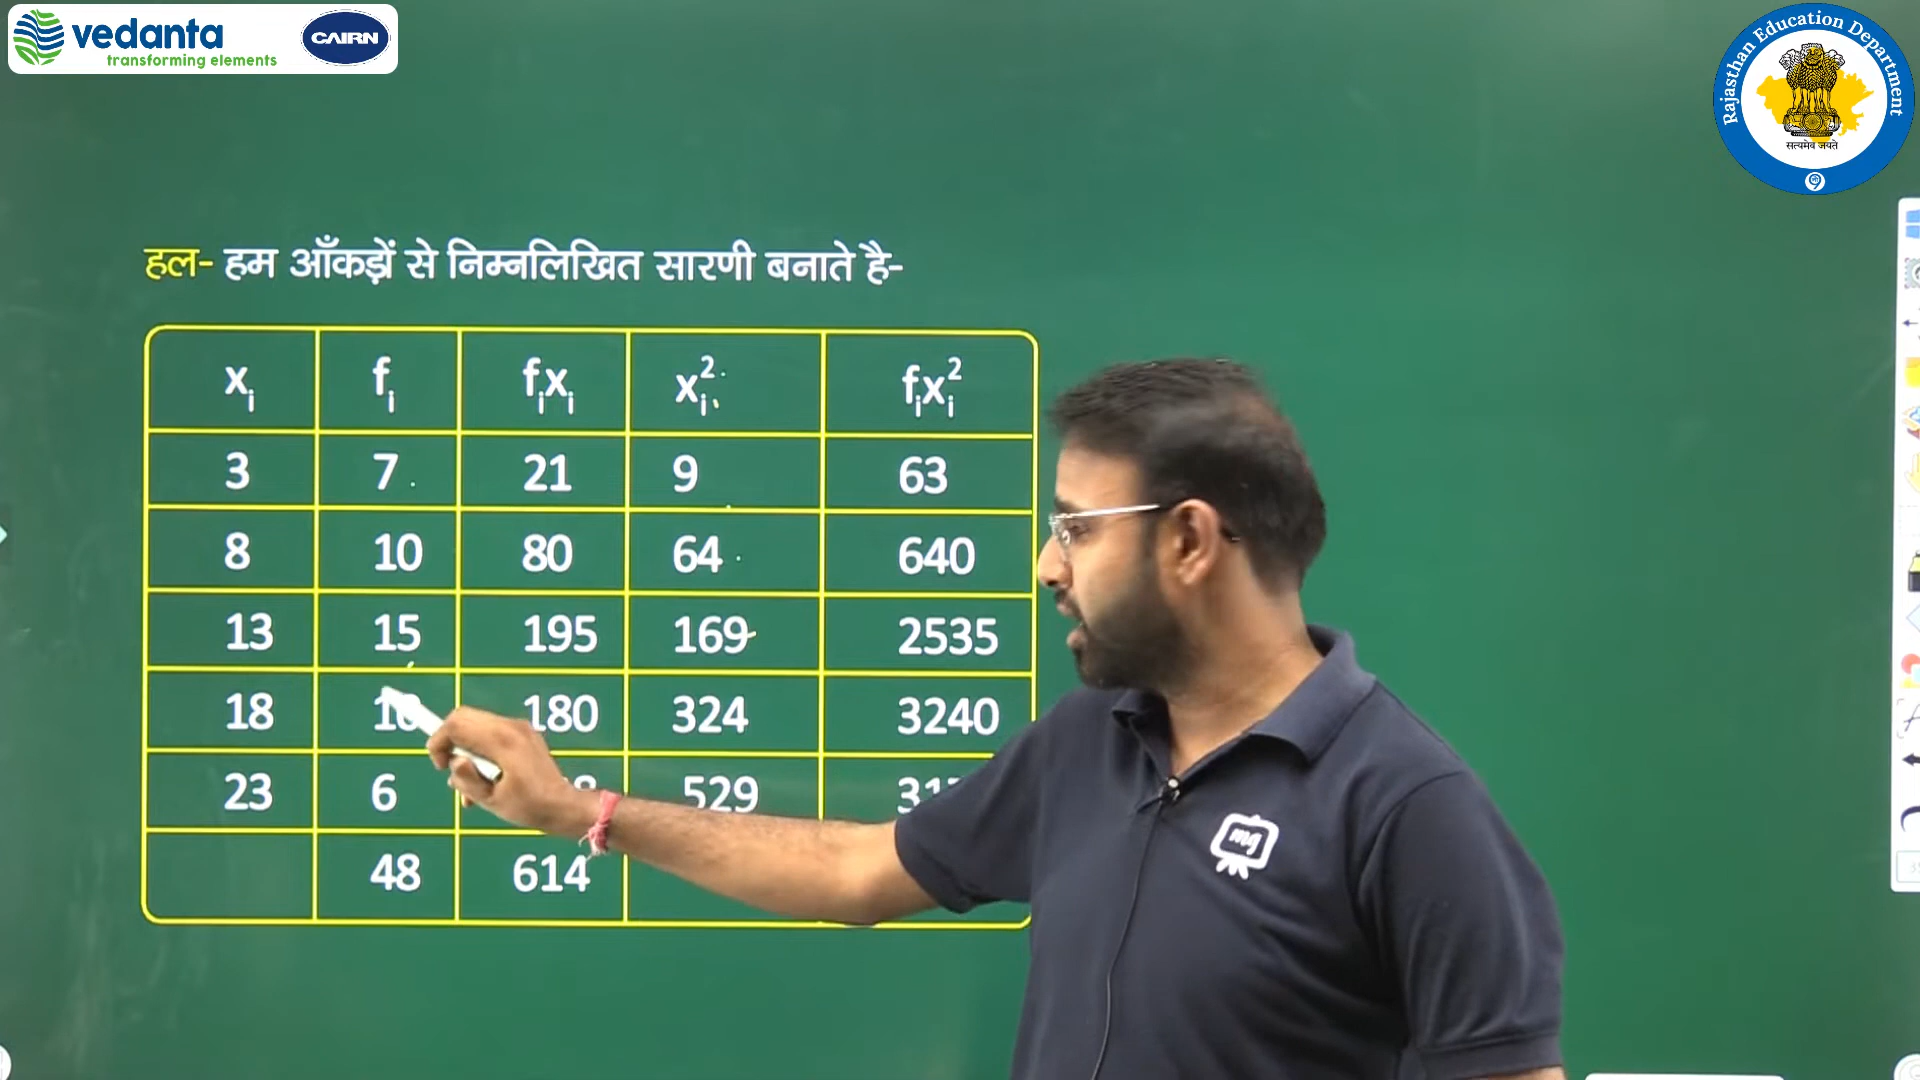 vedanta
transforming elements
CAIRN
Rajasthan Education Department
सत्यमेव जयते
हल- हम आँकड़ों से निम्नलिखित सारणी बनाते है-
xᵢ fᵢ fᵢxᵢ xᵢ² fᵢxᵢ²
3 7 21 9 63
8 10 80 64 640
13 15 195 169 2535
18 10 180 324 3240
23 6 529
48 614
mg